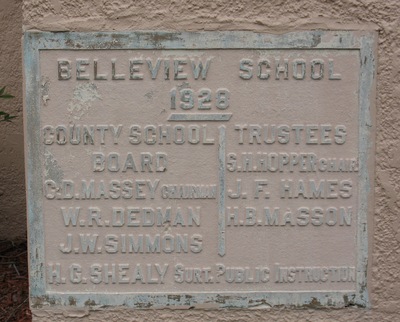 BELLEVIEW SCHOOL
1928
COUNTY SCHOOL BOARD
C.D. MASSEY CHAIRMAN
W.R. DEDMAN
J.W. SIMMONS
TRUSTEES
S.H. HOPPER CHAIR.
J. F. HAMES
H.B. MASSON
H.G. SHEALY SUPT. PUBLIC INSTRUCTION